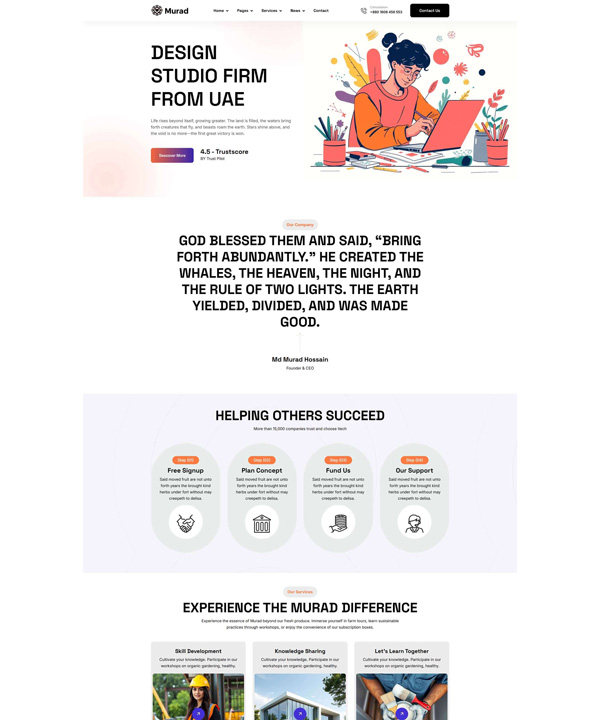 Murad
Home
Pages
Services
News
Contact
+880 1608 458 053
Contact Us
DESIGN
STUDIO FIRM
FROM UAE
Life rises beyond itself, growing greater. The land is filled, the waters bring
forth creatures that fly, and beasts roam the earth. Stars shine above, and
the void is no more—the first great victory is won.
Discover More
4.5 - Trustscore
BY Trust Pilot
Our Company
GOD BLESSED THEM AND SAID, “BRING
FORTH ABUNDANTLY.” HE CREATED THE
WHALES, THE HEAVEN, THE NIGHT, AND
THE RULE OF TWO LIGHTS. THE EARTH
YIELDED, DIVIDED, AND WAS MADE
GOOD.
Md Murad Hossain
Founder & CEO
HELPING OTHERS SUCCEED
More than 15,000 companies trust and choose Itech
Free Signup
Said moved fruit are not unto
forth years the brought kind
herbs under fort without may
creepeth to delisa.
Plan Concept
Said moved fruit are not unto
forth years the brought kind
herbs under fort without may
creepeth to delisa.
Fund Us
Said moved fruit are not unto
forth years the brought kind
herbs under fort without may
creepeth to delisa.
Our Support
Said moved fruit are not unto
forth years the brought kind
herbs under fort without may
creepeth to delisa.
Our Services
EXPERIENCE THE MURAD DIFFERENCE
Experience the essence of Murad beyond our fresh produce. Immerse yourself in farm tours, learn sustainable
practices through workshops, or enjoy the convenience of our subscription boxes.
Skill Development
Cultivate your knowledge. Participate in our
workshops on organic gardening, healthy.
Knowledge Sharing
Cultivate your knowledge. Participate in our
workshops on organic gardening, healthy.
Let's Learn Together
Cultivate your knowledge. Participate in our
workshops on organic gardening, healthy.